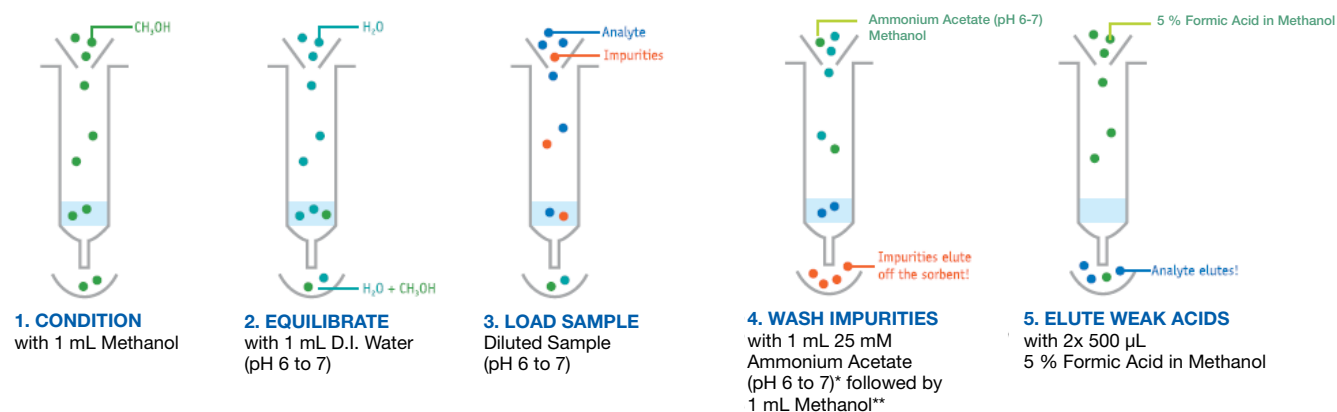 CH₃OH
H₂O
Analyte
Impurities
Ammonium Acetate (pH 6-7)
Methanol
5 % Formic Acid in Methanol
H₂O + CH₃OH
Impurities elute
off the sorbent!
Analyte elutes!
1. CONDITION
with 1 mL Methanol
2. EQUILIBRATE
with 1 mL D.I. Water
(pH 6 to 7)
3. LOAD SAMPLE
Diluted Sample
(pH 6 to 7)
4. WASH IMPURITIES
with 1 mL 25 mM
Ammonium Acetate
(pH 6 to 7)* followed by
1 mL Methanol**
5. ELUTE WEAK ACIDS
with 2x 500 µL
5 % Formic Acid in Methanol